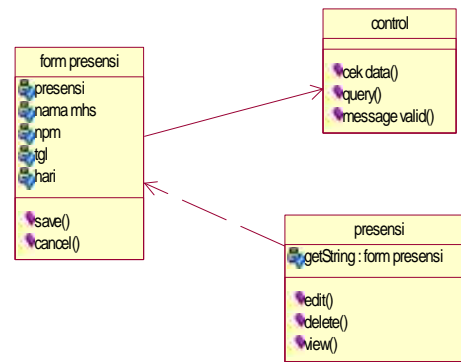 form presensi
presensi
nama mhs
npm
tgl
hari
save()
cancel()
control
cek data()
query()
message valid()
presensi
getString : form presensi
edit()
delete()
view()